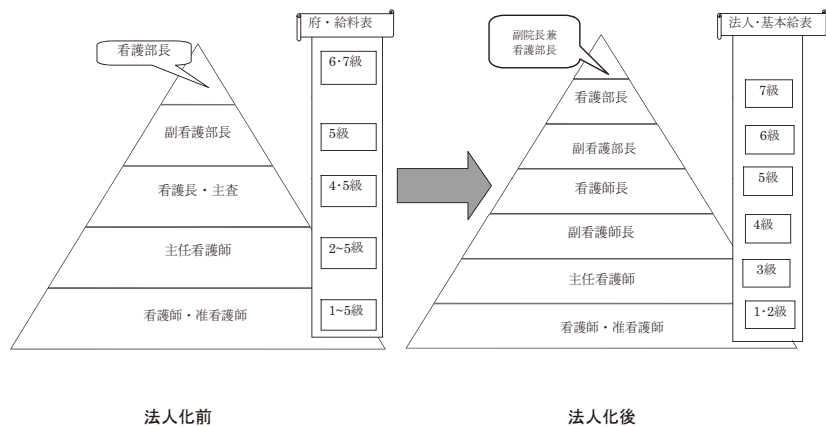 府・給料表
看護部長
6・7級
副看護部長
5級
看護長・主査
4・5級
主任看護師
2~5級
看護師・准看護師
1~5級
法人化前
法人・基本給表
副院長兼
看護部長
看護部長
7級
副看護部長
6級
看護師長
5級
副看護師長
4級
主任看護師
3級
看護師・准看護師
1・2級
法人化後